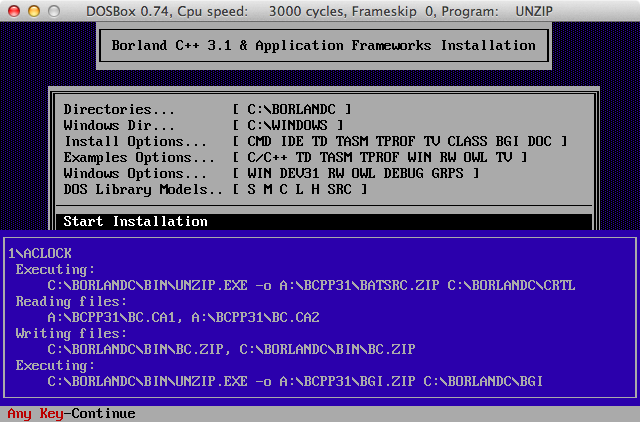 DOSBox 0.74, Cpu speed: 3000 cycles, Frameskip 0, Program: UNZIP
Borland C++ 3.1 & Application Frameworks Installation
Directories... [ C:\BORLANDC ]
Windows Dir... [ C:\WINDOWS ]
Install Options... [ CMD IDE TD TASM TPROF TV CLASS BGI DOC ]
Examples Options... [ C/C++ TD TASM TPROF WIN RW OWL TV ]
Windows Options... [ WIN DEV31 RW OWL DEBUG GRPS ]
DOS Library Models.. [ S M C L H SRC ]
Start Installation
1\ACLOCK
Executing:
C:\BORLANDC\BIN\UNZIP.EXE -o A:\BCPP31\BATSRC.ZIP C:\BORLANDC\CRTL
Reading files:
A:\BCPP31\BC.CA1, A:\BCPP31\BC.CA2
Writing files:
C:\BORLANDC\BIN\BC.ZIP, C:\BORLANDC\BIN\BC.ZIP
Executing:
C:\BORLANDC\BIN\UNZIP.EXE -o A:\BCPP31\BGI.ZIP C:\BORLANDC\BGI
Any Key-Continue